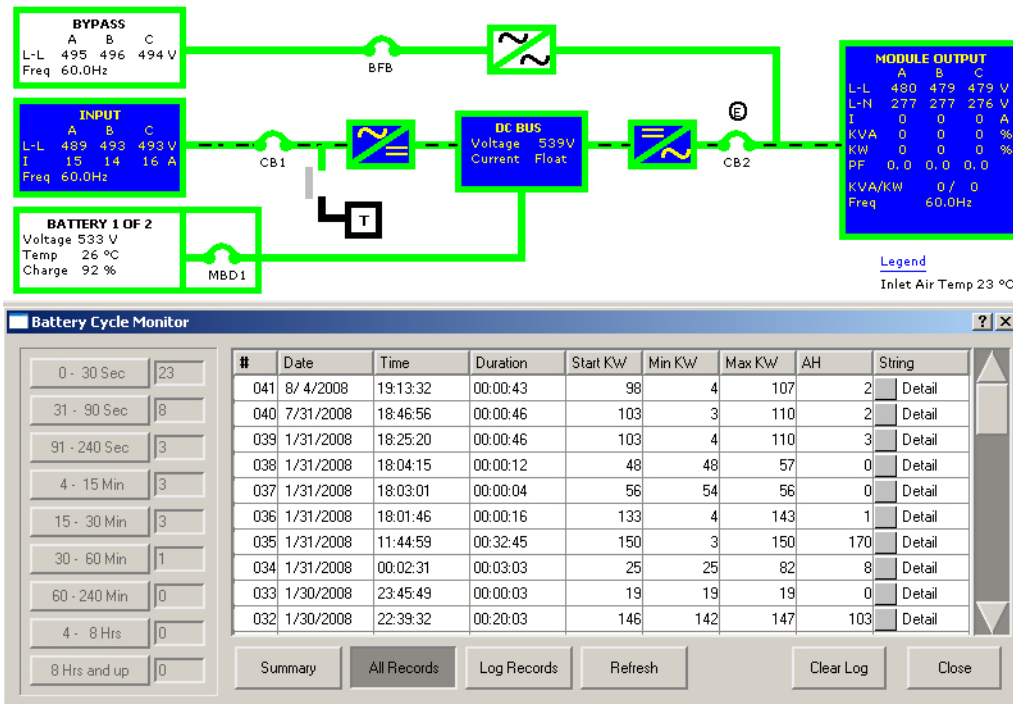 BYPASS
A B C
L-L 495 496 494 V
Freq 60.0Hz
BFB
INPUT
A B C
L-L 489 493 493 V
I 15 14 16 A
Freq 60.0Hz
CB1
T
DC BUS
Voltage 539V
Current Float
E
CB2
MODULE OUTPUT
A B C
L-L 480 479 479 V
L-N 277 277 276 V
I 0 0 0 A
KVA 0 0 0 %
KW 0 0 0 %
PF 0.0 0.0 0.0
KVA/KW 0 / 0
Freq 60.0Hz
BATTERY 1 OF 2
Voltage 533 V
Temp 26 ºC
Charge 92 %
MBD1
Legend
Inlet Air Temp 23 ºC
Battery Cycle Monitor
0 - 30 Sec 23
31 - 90 Sec 8
91 - 240 Sec 3
4 - 15 Min 3
15 - 30 Min 3
30 - 60 Min 1
60 - 240 Min 0
4 - 8 Hrs 0
8 Hrs and up 0
# Date Time Duration Start KW Min KW Max KW AH String
041 8/ 4/2008 19:13:32 00:00:43 98 4 107 2 Detail
040 7/31/2008 18:46:56 00:00:46 103 3 110 2 Detail
039 1/31/2008 18:25:20 00:00:46 103 4 110 3 Detail
038 1/31/2008 18:04:15 00:00:12 48 48 57 0 Detail
037 1/31/2008 18:03:01 00:00:04 56 54 56 0 Detail
036 1/31/2008 18:01:46 00:00:16 133 4 143 1 Detail
035 1/31/2008 11:44:59 00:32:45 150 3 150 170 Detail
034 1/31/2008 00:02:31 00:03:03 25 25 82 8 Detail
033 1/30/2008 23:45:49 00:00:03 19 19 19 0 Detail
032 1/30/2008 22:39:32 00:20:03 146 142 147 103 Detail
Summary All Records Log Records Refresh Clear Log Close